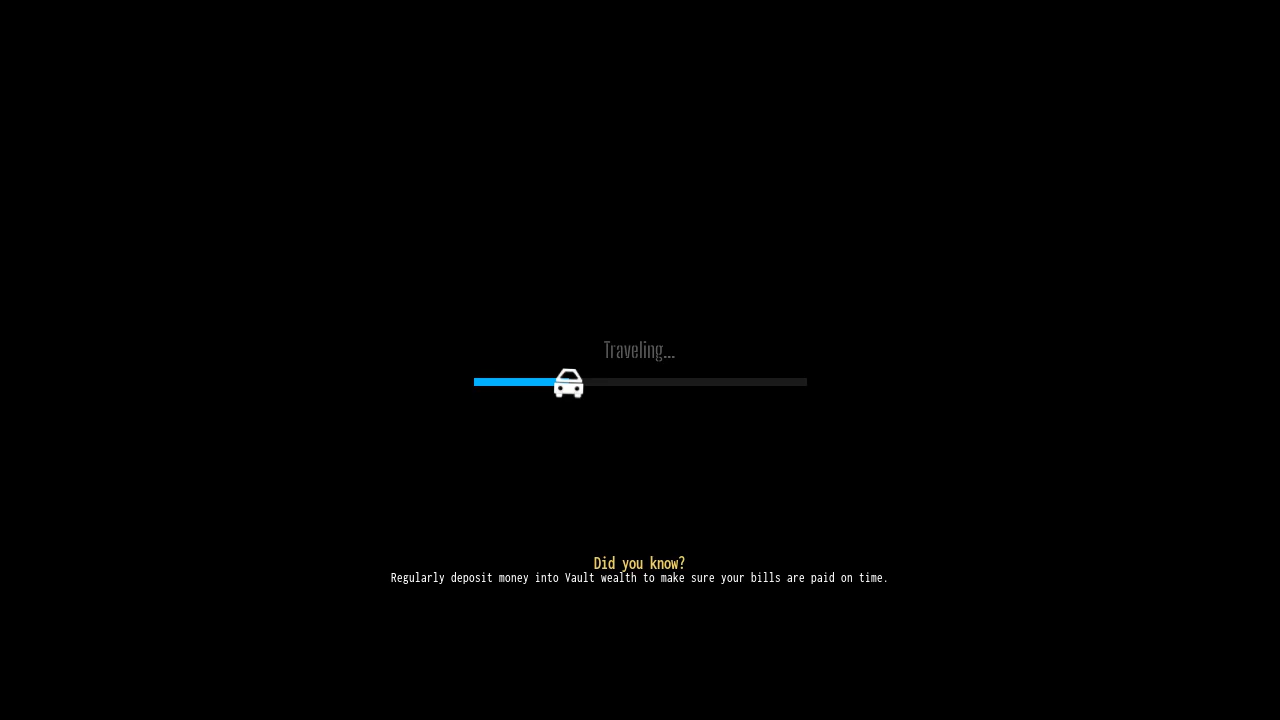 Traveling...
Did you know?
Regularly deposit money into Vault wealth to make sure your bills are paid on time.